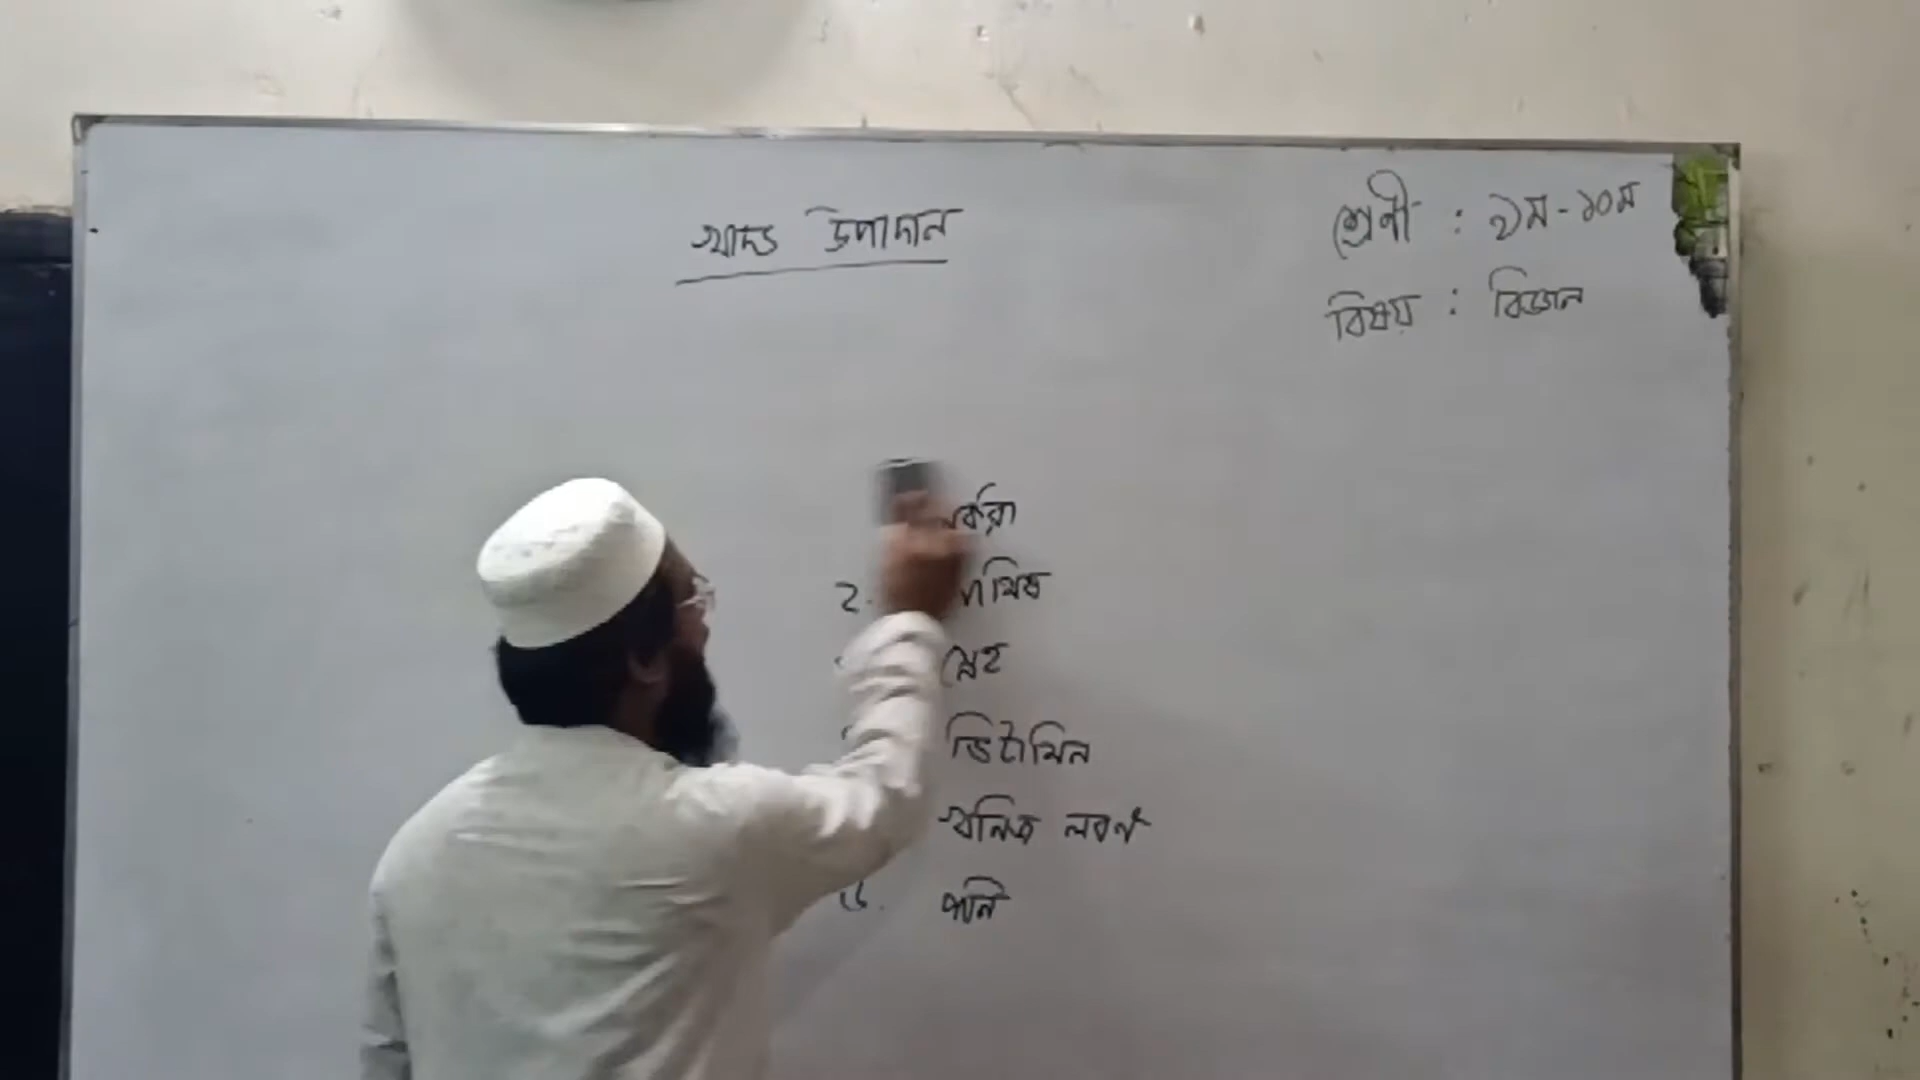 খাদ্য উপাদান
শ্রেণী : ৯ম-১০ম
বিষয় : বিজ্ঞান
র্করা
২. মিষ
স্নেহ
ভিটামিন
খনিজ লবণ
৬. পানি